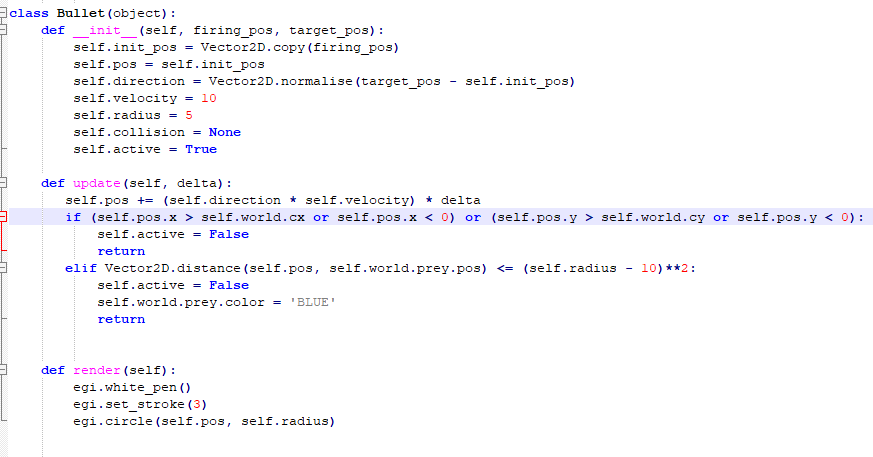 class Bullet(object):
    def __init__(self, firing_pos, target_pos):
        self.init_pos = Vector2D.copy(firing_pos)
        self.pos = self.init_pos
        self.direction = Vector2D.normalise(target_pos - self.init_pos)
        self.velocity = 10
        self.radius = 5
        self.collision = None
        self.active = True

    def update(self, delta):
       self.pos += (self.direction * self.velocity) * delta
       if (self.pos.x > self.world.cx or self.pos.x < 0) or (self.pos.y > self.world.cy or self.pos.y < 0):
           self.active = False
           return
       elif Vector2D.distance(self.pos, self.world.prey.pos) <= (self.radius - 10)**2:
           self.active = False
           self.world.prey.color = 'BLUE'
           return

    def render(self):
        egi.white_pen()
        egi.set_stroke(3)
        egi.circle(self.pos, self.radius)